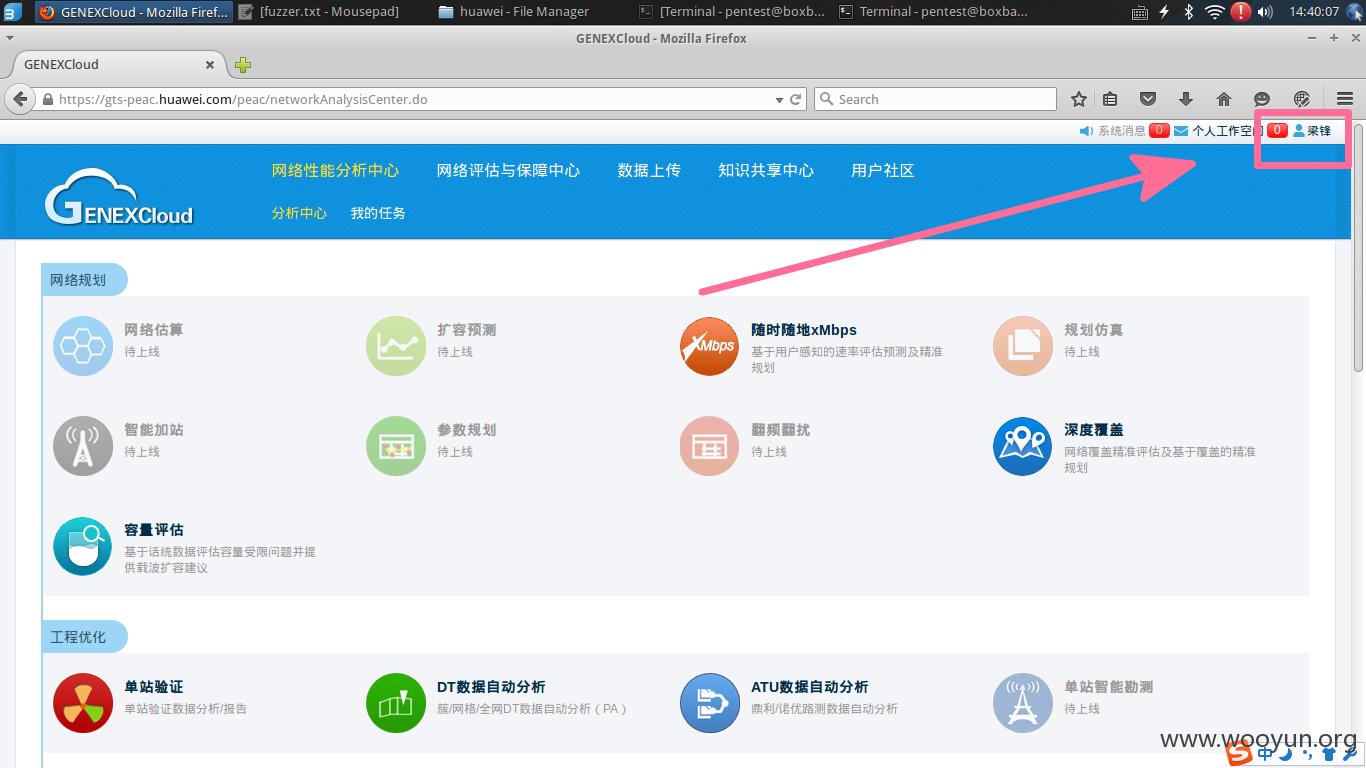 GENEXCloud - Mozilla Firef...
[fuzzer.txt - Mousepad]
huawei - File Manager
[Terminal - pentest@boxb...
Terminal - pentest@boxba...
14:40:07
GENEXCloud - Mozilla Firefox
GENEXCloud
https://gts-peac.huawei.com/peac/networkAnalysisCenter.do
Search
系统消息 0 个人工作空间 0 梁锋
GENEXCloud
网络性能分析中心 网络评估与保障中心 数据上传 知识共享中心 用户社区
分析中心 我的任务
网络规划
网络估算
待上线
扩容预测
待上线
XMbps
随时随地xMbps
基于用户感知的速率评估预测及精准
规划
规划仿真
待上线
智能加站
待上线
参数规划
待上线
翻频翻扰
待上线
深度覆盖
网络覆盖精准评估及基于覆盖的精准
规划
容量评估
基于话统数据评估容量受限问题并提
供载波扩容建议
工程优化
单站验证
单站验证数据分析/报告
DT数据自动分析
簇/网格/全网DT数据自动分析（PA）
ATU数据自动分析
鼎利/诺优路测数据自动分析
单站智能勘测
待上线
www.wooyun.org
中